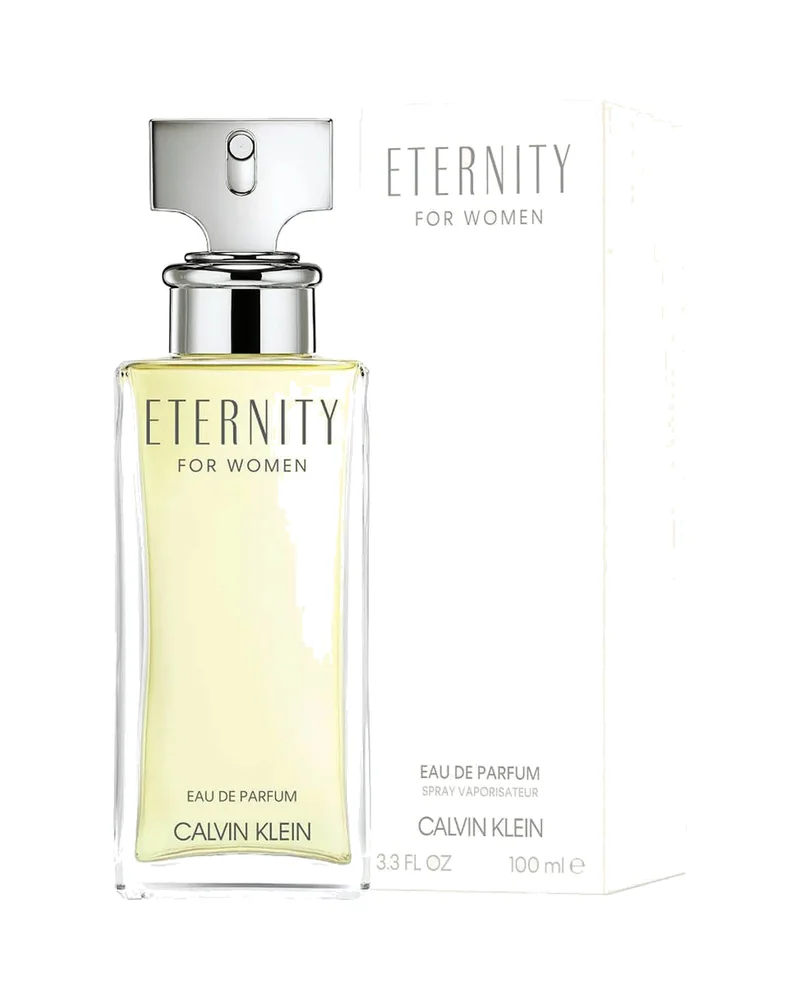 ETERNITY
FOR WOMEN
EAU DE PARFUM
CALVIN KLEIN
ETERNITY
FOR WOMEN
EAU DE PARFUM
SPRAY VAPORISATEUR
CALVIN KLEIN
3.3 FL OZ 100 ml ℮